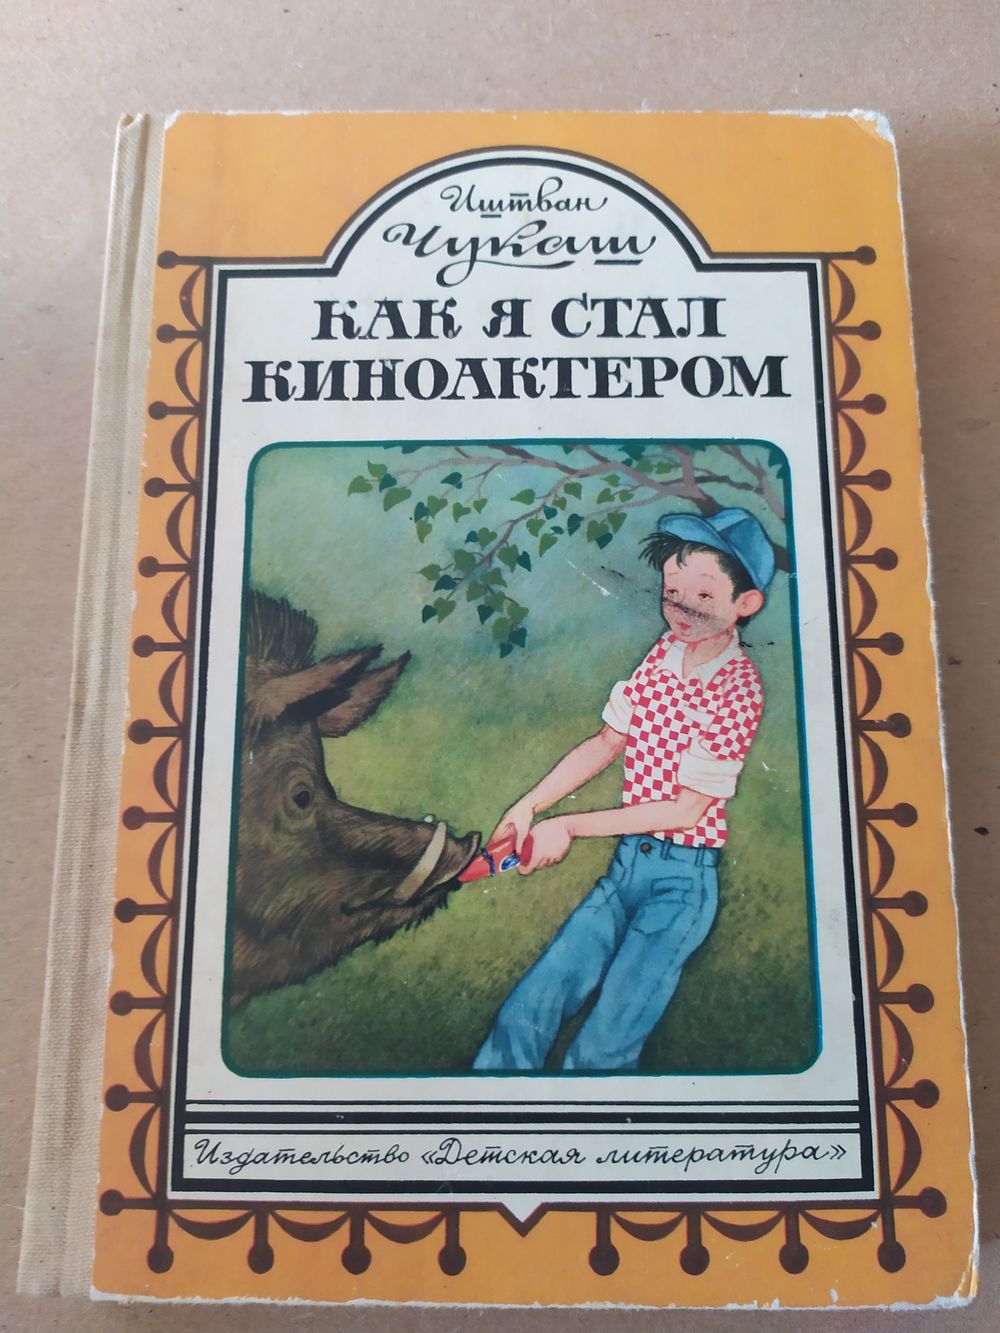 Иштван
Чукаш
КАК Я СТАЛ
КИНОАКТЕРОМ
Издательство «Детская литература»